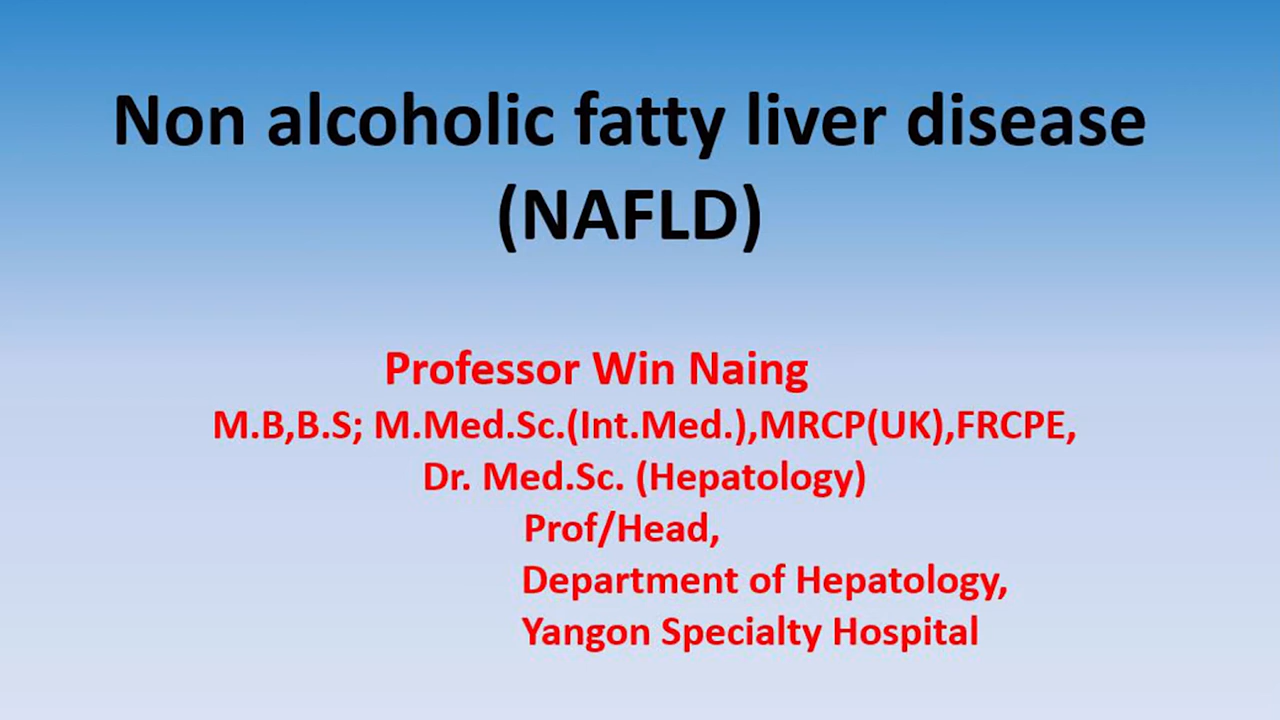 Non alcoholic fatty liver disease
(NAFLD)
Professor Win Naing
M.B,B.S; M.Med.Sc.(Int.Med.),MRCP(UK),FRCPE,
Dr. Med.Sc. (Hepatology)
Prof/Head,
Department of Hepatology,
Yangon Specialty Hospital